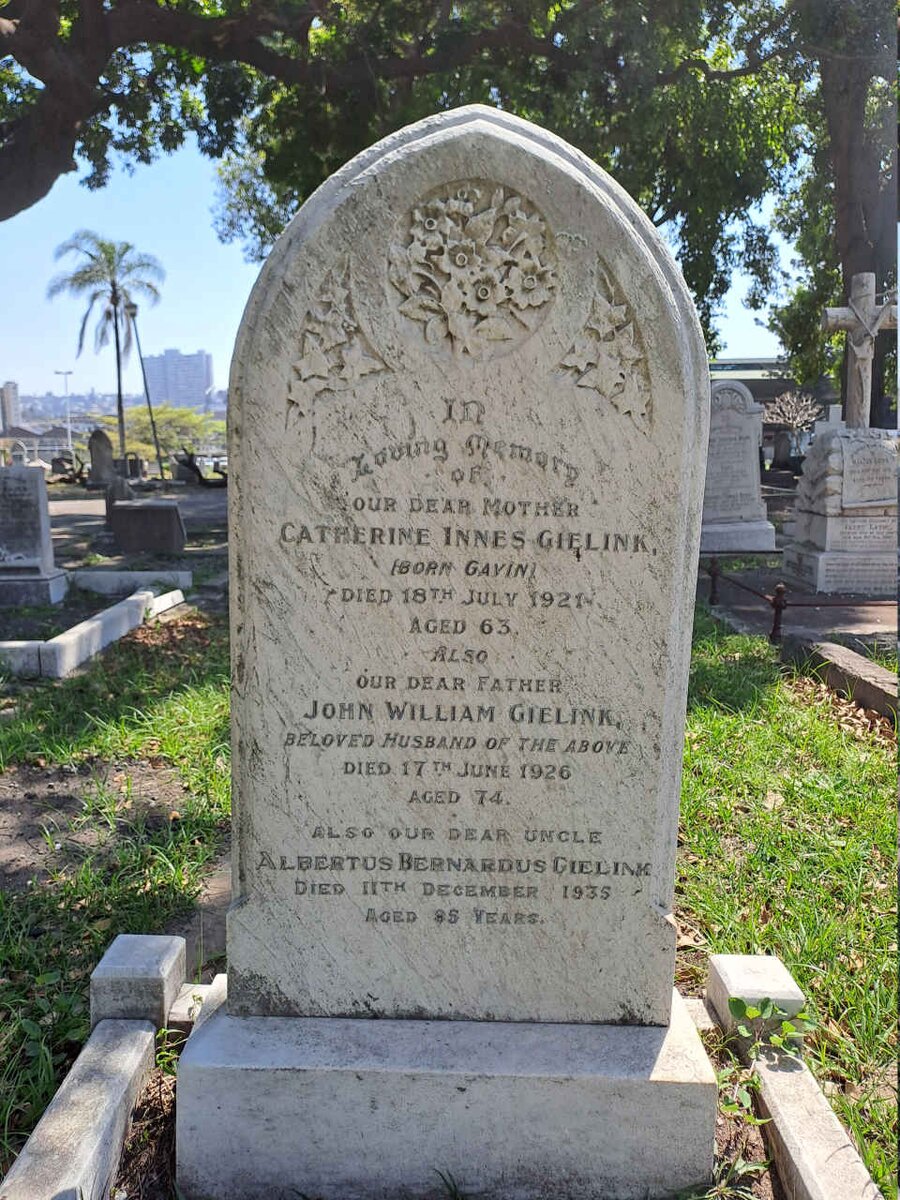 IN
Loving Memory
OF
OUR DEAR MOTHER
CATHERINE INNES GIELINK,
(BORN GAVIN)
DIED 18TH JULY 1921
AGED 63.
ALSO
OUR DEAR FATHER
JOHN WILLIAM GIELINK,
BELOVED HUSBAND OF THE ABOVE
DIED 17TH JUNE 1926
AGED 74.
ALSO OUR DEAR UNCLE
ALBERTUS BERNARDUS GIELINK
DIED 11TH DECEMBER 1935
AGED 85 YEARS.